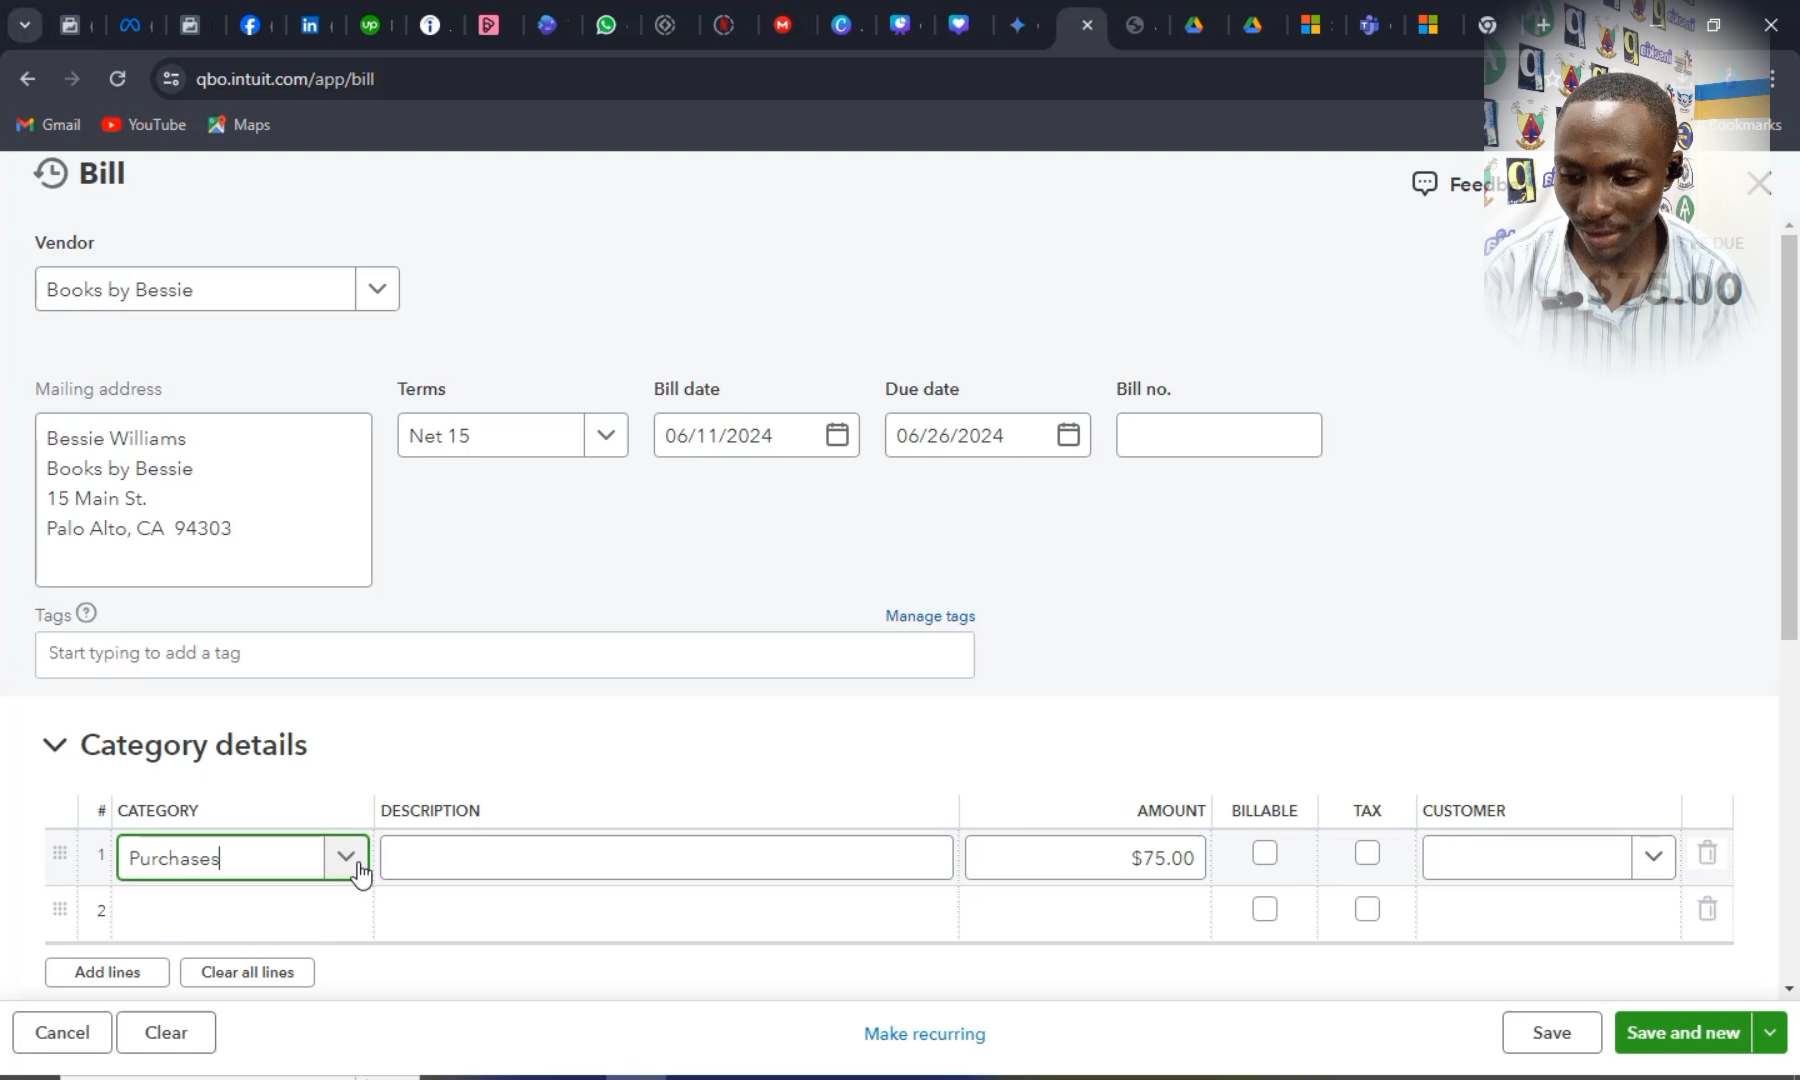 qbo.intuit.com/app/bill
Gmail YouTube Maps
Bookmarks
Bill
Vendor
Books by Bessie
DUE
$75.00
Mailing address
Bessie Williams
Books by Bessie
15 Main St.
Palo Alto, CA 94303
Terms
Net 15
Bill date
06/11/2024
Due date
06/26/2024
Bill no.
Tags
Manage tags
Start typing to add a tag
Category details
# CATEGORY DESCRIPTION AMOUNT BILLABLE TAX CUSTOMER
1 Purchases $75.00
2
Add lines Clear all lines
Cancel Clear Make recurring Save Save and new